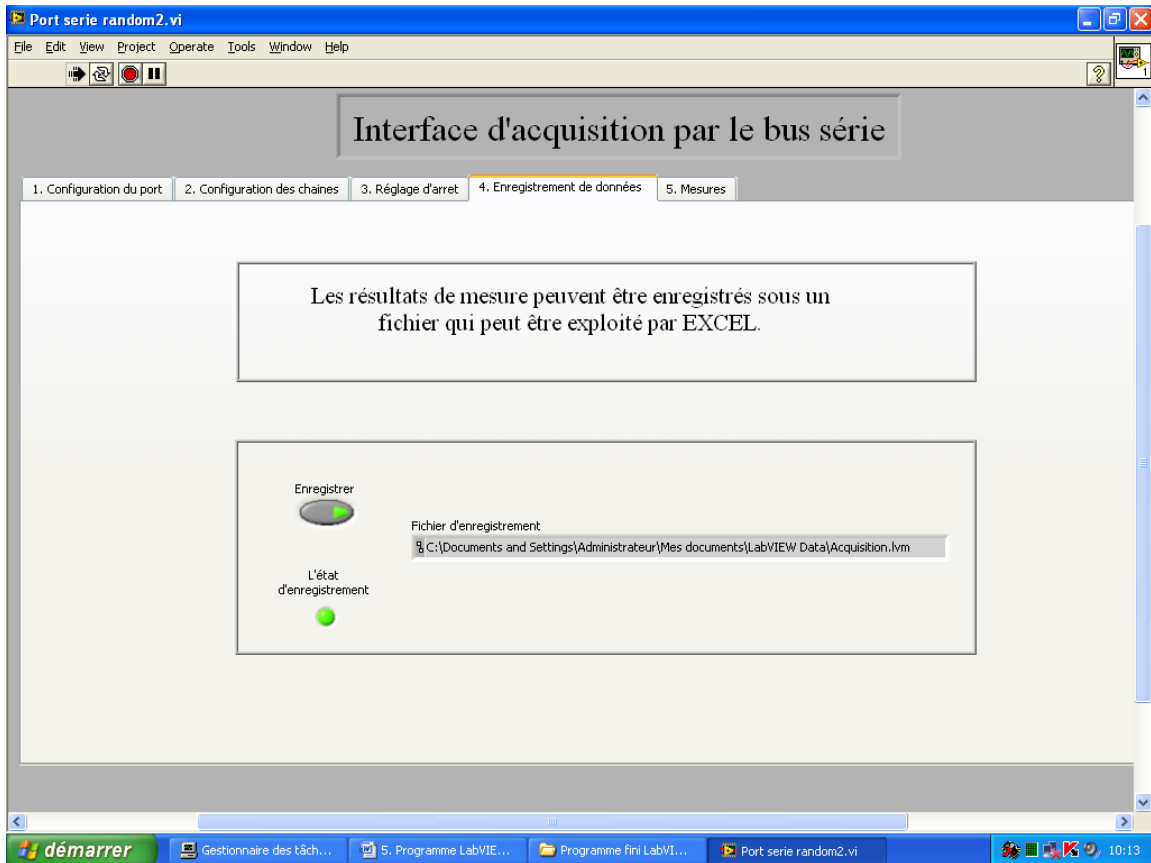 Port serie random2.vi
File Edit View Project Operate Tools Window Help
1
Interface d'acquisition par le bus série
1. Configuration du port 2. Configuration des chaines 3. Réglage d'arret 4. Enregistrement de données 5. Mesures
Les résultats de mesure peuvent être enregistrés sous un
fichier qui peut être exploité par EXCEL.
Enregistrer
Fichier d'enregistrement
C:\Documents and Settings\Administrateur\Mes documents\LabVIEW Data\Acquisition.lvm
L'état
d'enregistrement
démarrer Gestionnaire des tâch... 5. Programme LabVIE... Programme fini LabVI... Port serie random2.vi 10:13